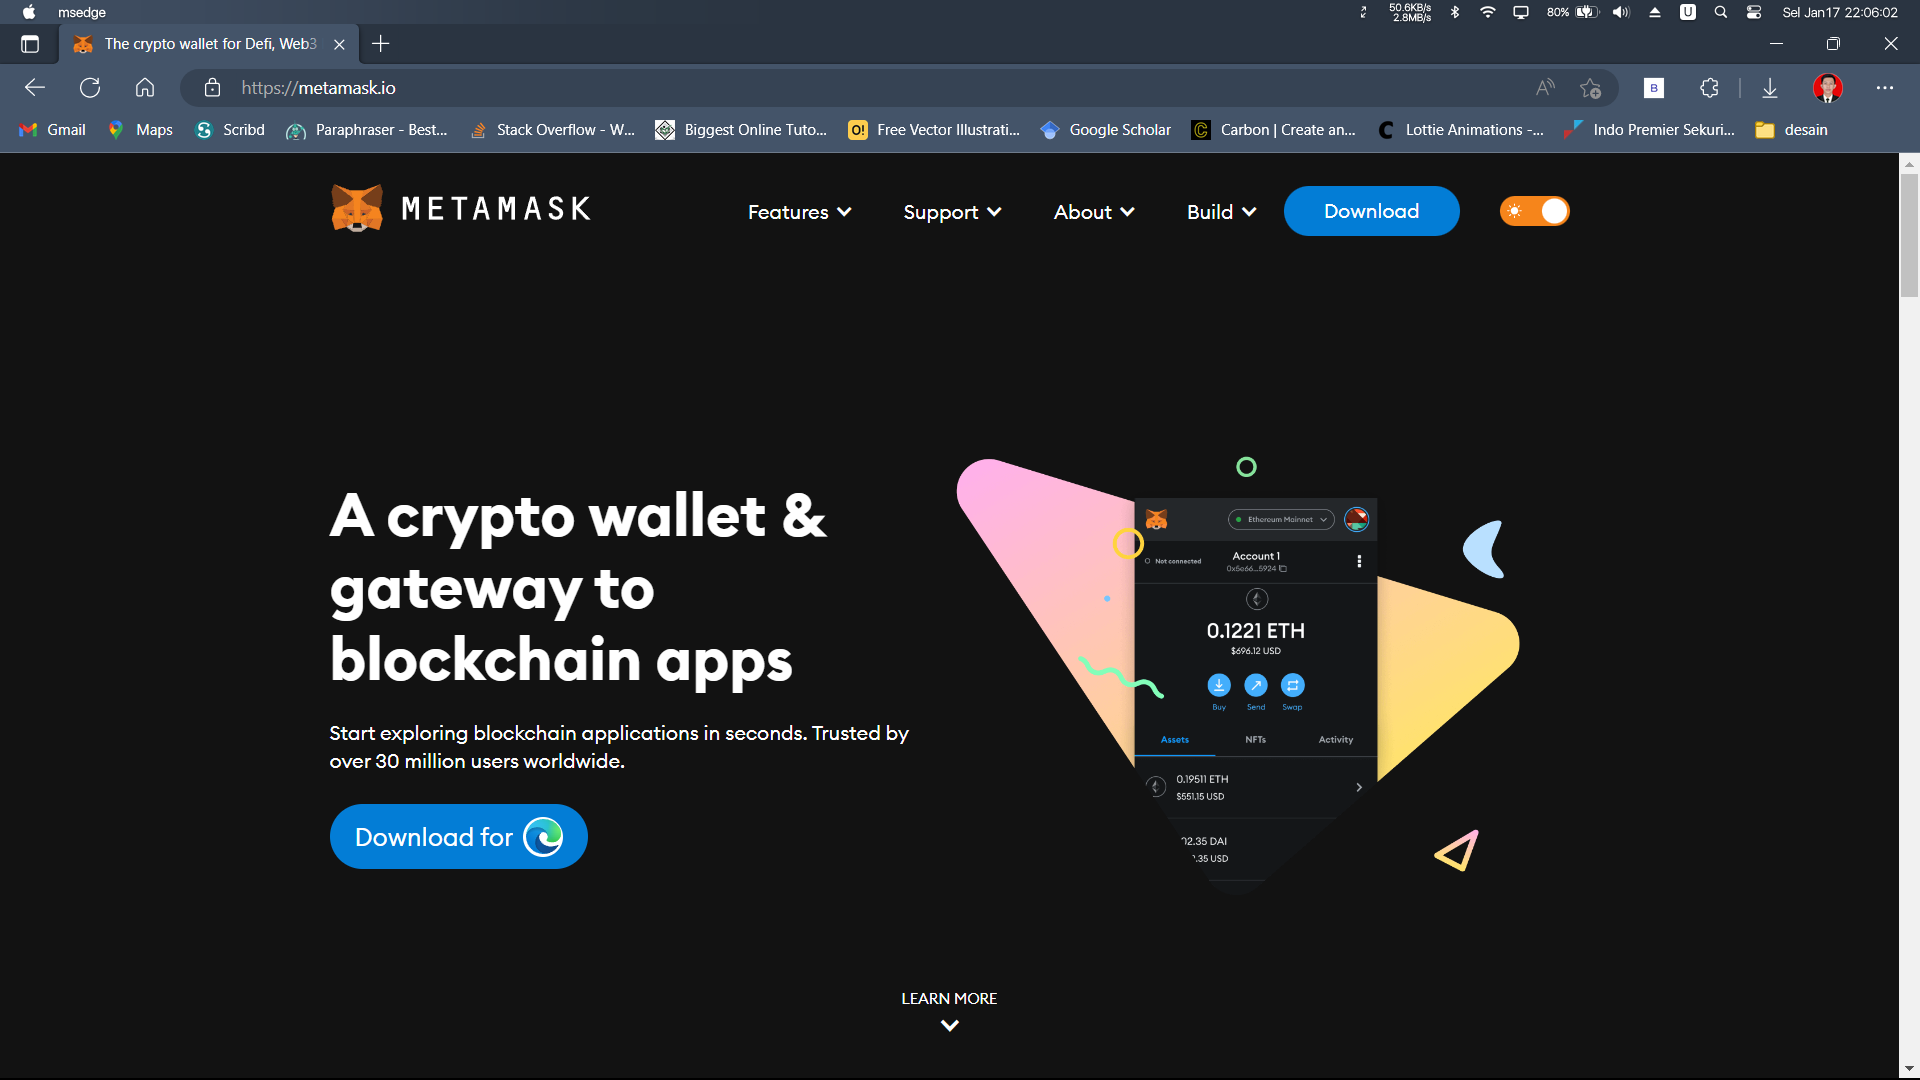 msedge
50.6KB/s
2.8MB/s
80%
U
Sel Jan17 22:06:02
The crypto wallet for Defi, Web3
https://metamask.io
B
Gmail
Maps
Scribd
Paraphraser - Best...
Stack Overflow - W...
Biggest Online Tuto...
O! Free Vector Illustrati...
Google Scholar
Carbon | Create an...
Lottie Animations -...
Indo Premier Sekuri...
desain
METAMASK
Features
Support
About
Build
Download
A crypto wallet &
gateway to
blockchain apps
Start exploring blockchain applications in seconds. Trusted by
over 30 million users worldwide.
Download for
Ethereum Mainnet
Not connected
Account 1
0x5e66...5924
0.1221 ETH
$696.12 USD
Buy
Send
Swap
Assets
NFTs
Activity
0.19511 ETH
$551.15 USD
02.35 DAI
.35 USD
LEARN MORE